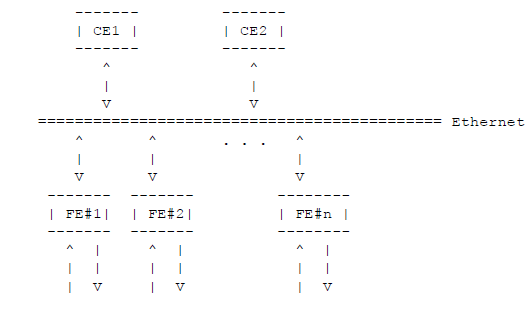 CE1 CE2
Ethernet
. . .
FE#1 FE#2 FE#n